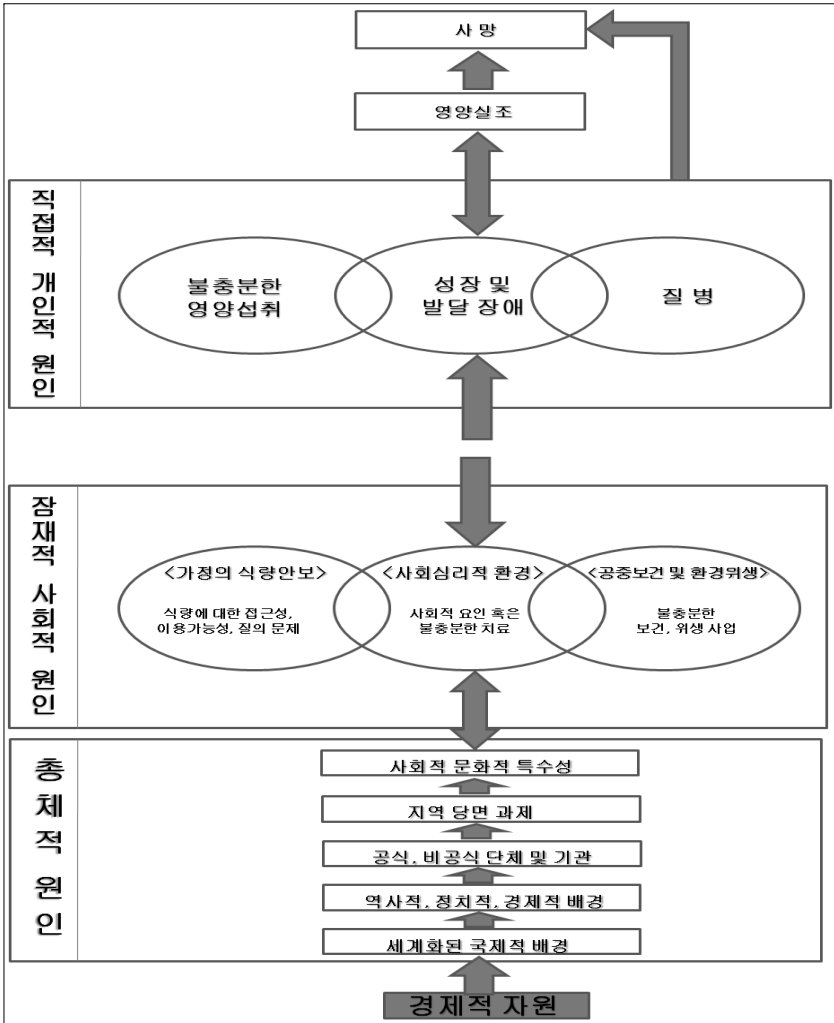 사 망
영양실조
직접적 개인적 원인
불충분한
영양섭취
성장 및
발달 장애
질 병
잠재적 사회적 원인
<가정의 식량안보>
식량에 대한 접근성,
이용가능성, 질의 문제
<사회심리적 환경>
사회적 요인 혹은
불충분한 치료
<공중보건 및 환경위생>
불충분한
보건, 위생 사업
총체적 원인
사회적 문화적 특수성
지역 당면 과제
공식, 비공식 단체 및 기관
역사적, 정치적, 경제적 배경
세계화된 국제적 배경
경제적 자원